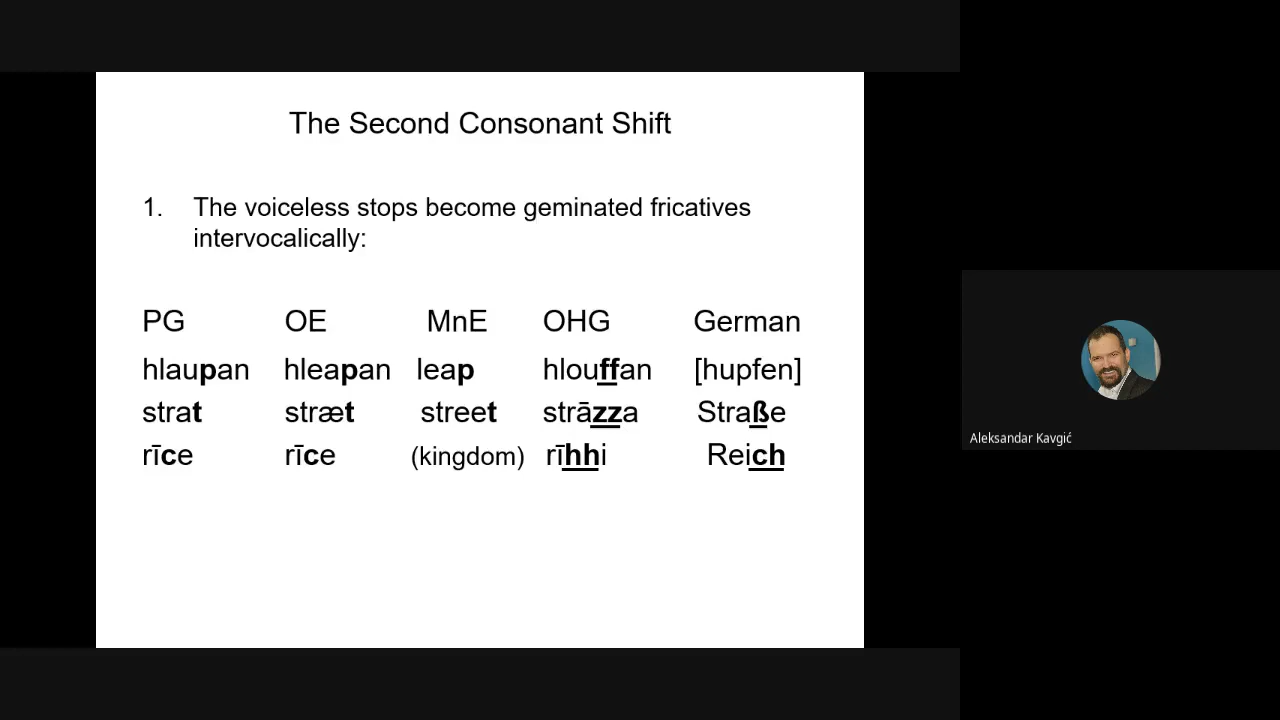 The Second Consonant Shift
1. The voiceless stops become geminated fricatives
intervocalically:
PG OE MnE OHG German
hlaupan hleapan leap hlouffan [hupfen]
strat stræt street strāzza Straße
rīce rīce (kingdom) rīhhi Reich
Aleksandar Kavgić